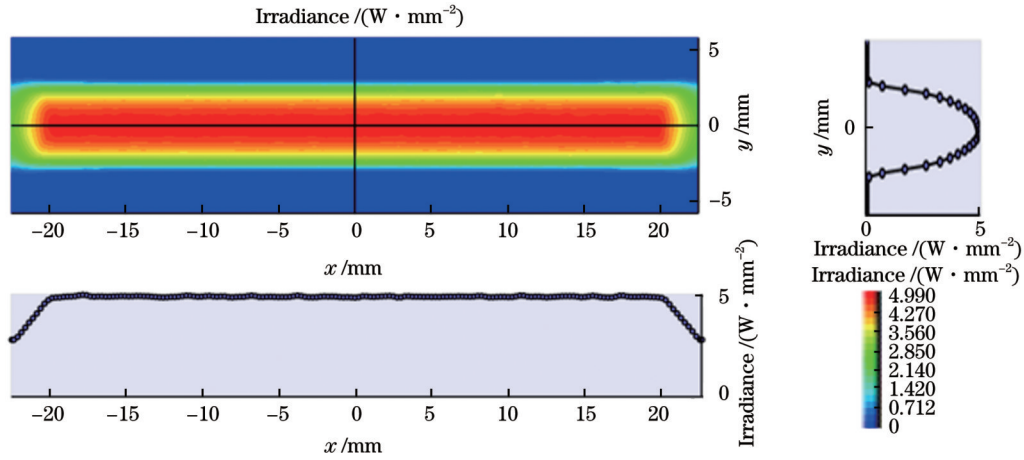 Irradiance /(W · mm⁻²)
5
0
−5
y /mm
−20 −15 −10 −5 0 5 10 15 20
x /mm
5
0
Irradiance /(W · mm⁻²)
−20 −15 −10 −5 0 5 10 15 20
x /mm
y /mm
0
0 5
Irradiance /(W · mm⁻²)
Irradiance /(W · mm⁻²)
4.990
4.270
3.560
2.850
2.140
1.420
0.712
0